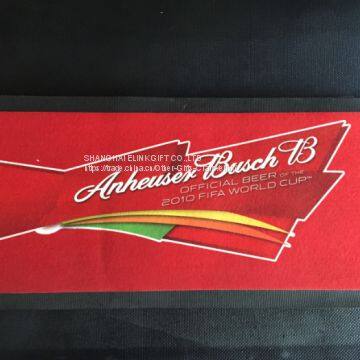 SHANGHAI ELINKGIFT CO.,LTD
Anheuser Busch B
OFFICIAL BEER OF THE
2010 FIFA WORLD CUP™